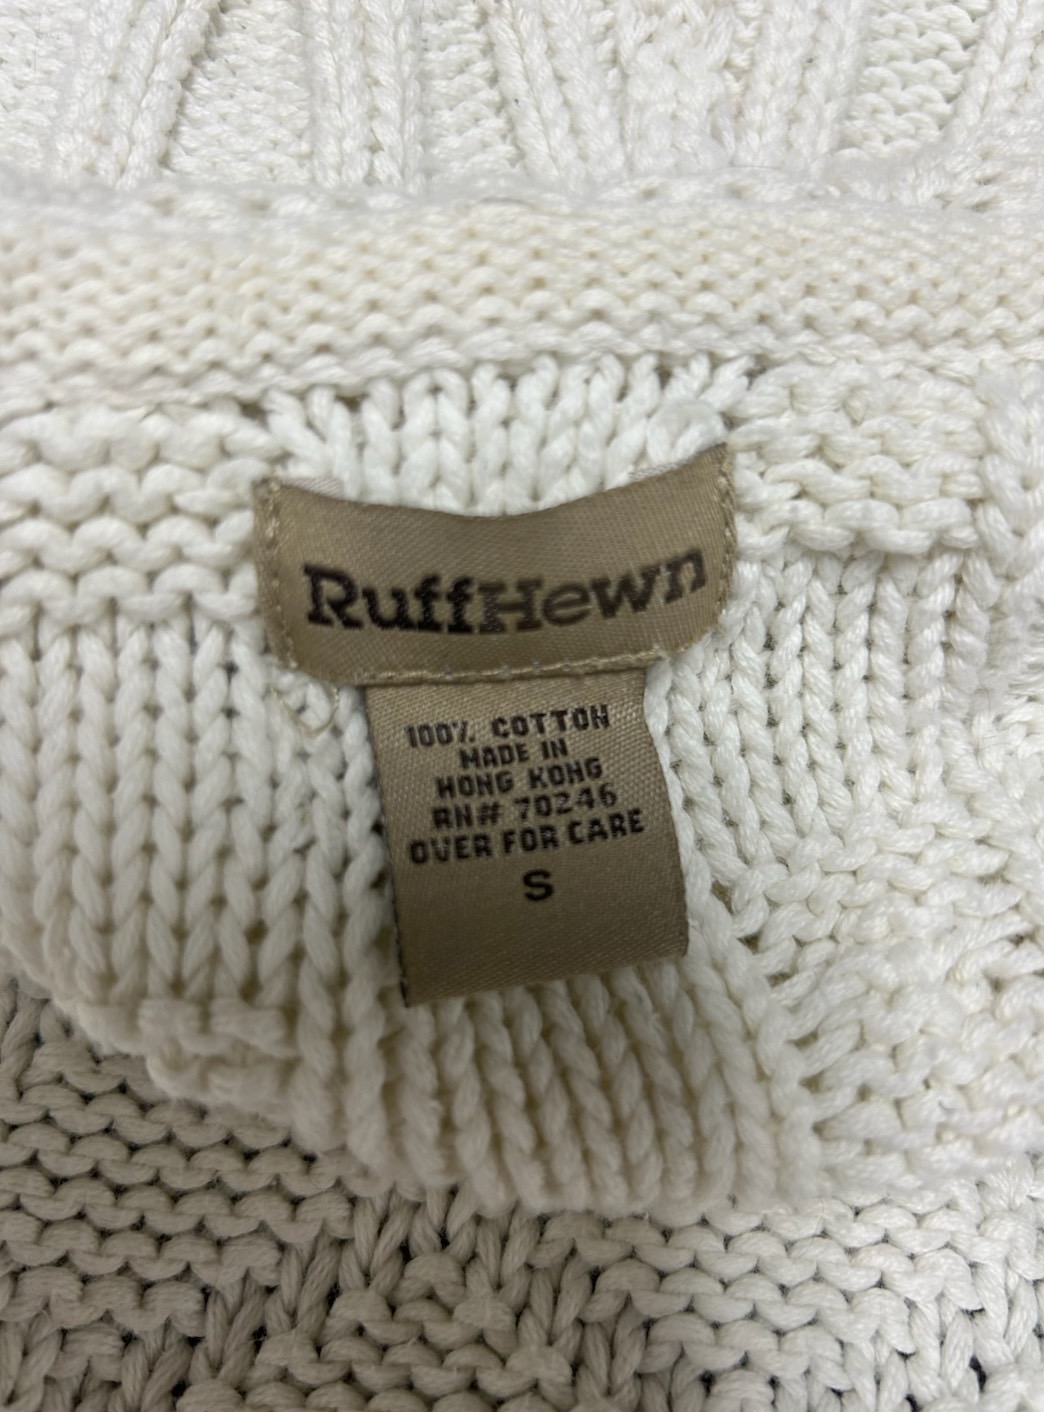 RuffHewn
100% COTTON
MADE IN
HONG KONG
RN# 70246
OVER FOR CARE
S